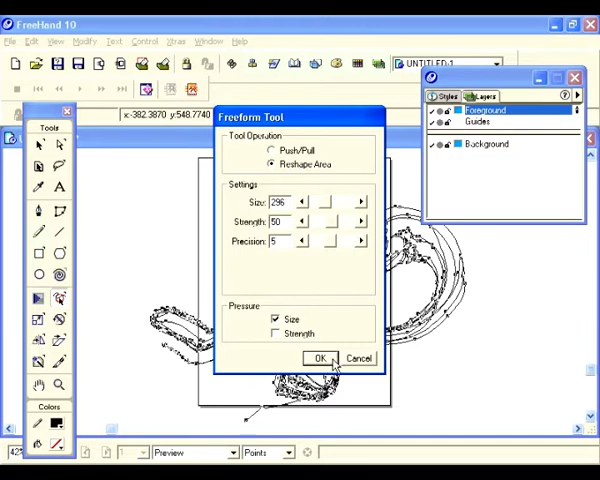 FreeHand 10
File Edit View Modify Text Control Xtras Window Help
UNTITLED-1
x:-382.3870 y:548.7740
Tools
Colors
Freeform Tool
Tool Operation
Push/Pull
Reshape Area
Settings
Size: 296
Strength: 50
Precision: 5
Pressure
Size
Strength
OK Cancel
Styles Layers
Foreground
Guides
Background
1 Preview Points